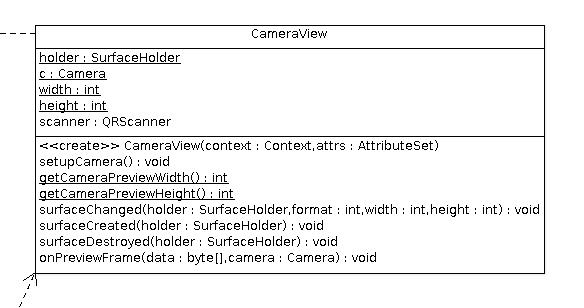 CameraView
holder : SurfaceHolder
c : Camera
width : int
height : int
scanner : QRScanner
<<create>> CameraView(context : Context,attrs : AttributeSet)
setupCamera() : void
getCameraPreviewWidth() : int
getCameraPreviewHeight() : int
surfaceChanged(holder : SurfaceHolder,format : int,width : int,height : int) : void
surfaceCreated(holder : SurfaceHolder) : void
surfaceDestroyed(holder : SurfaceHolder) : void
onPreviewFrame(data : byte[],camera : Camera) : void